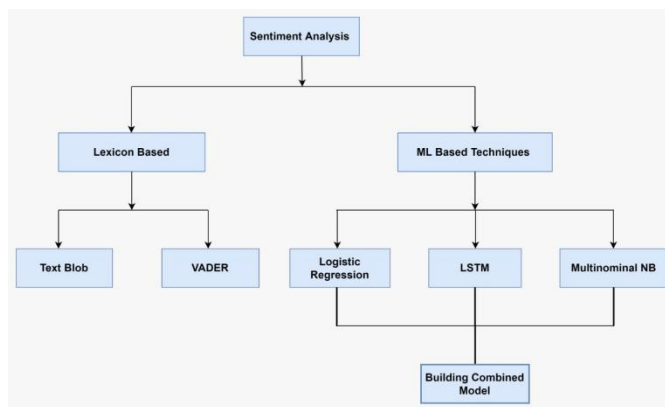 Sentiment Analysis
Lexicon Based
ML Based Techniques
Text Blob
VADER
Logistic
Regression
LSTM
Multinominal NB
Building Combined
Model